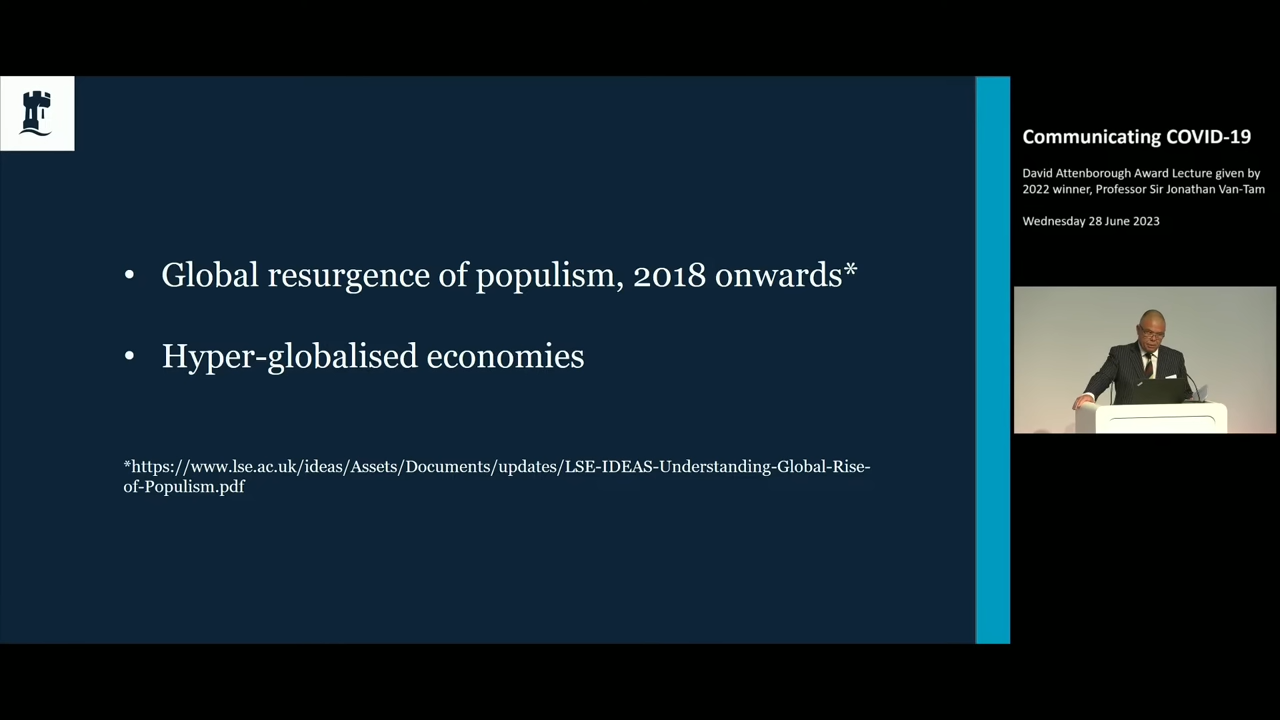 • Global resurgence of populism, 2018 onwards*
• Hyper-globalised economies
*https://www.lse.ac.uk/ideas/Assets/Documents/updates/LSE-IDEAS-Understanding-Global-Rise-
of-Populism.pdf
Communicating COVID-19
David Attenborough Award Lecture given by
2022 winner, Professor Sir Jonathan Van-Tam
Wednesday 28 June 2023